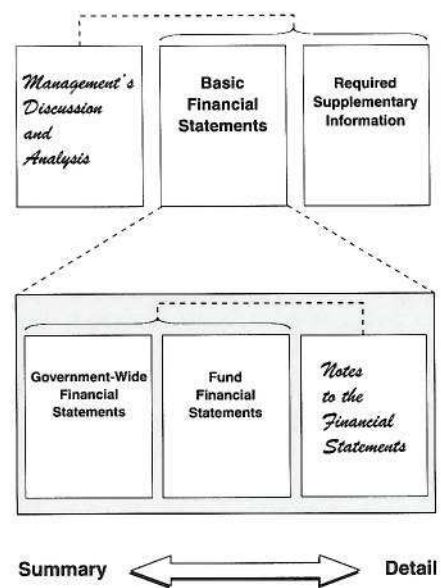 Management's
Discussion
and
Analysis
Basic
Financial
Statements
Required
Supplementary
Information
Government-Wide
Financial
Statements
Fund
Financial
Statements
Notes
to the
Financial
Statements
Summary
Detail